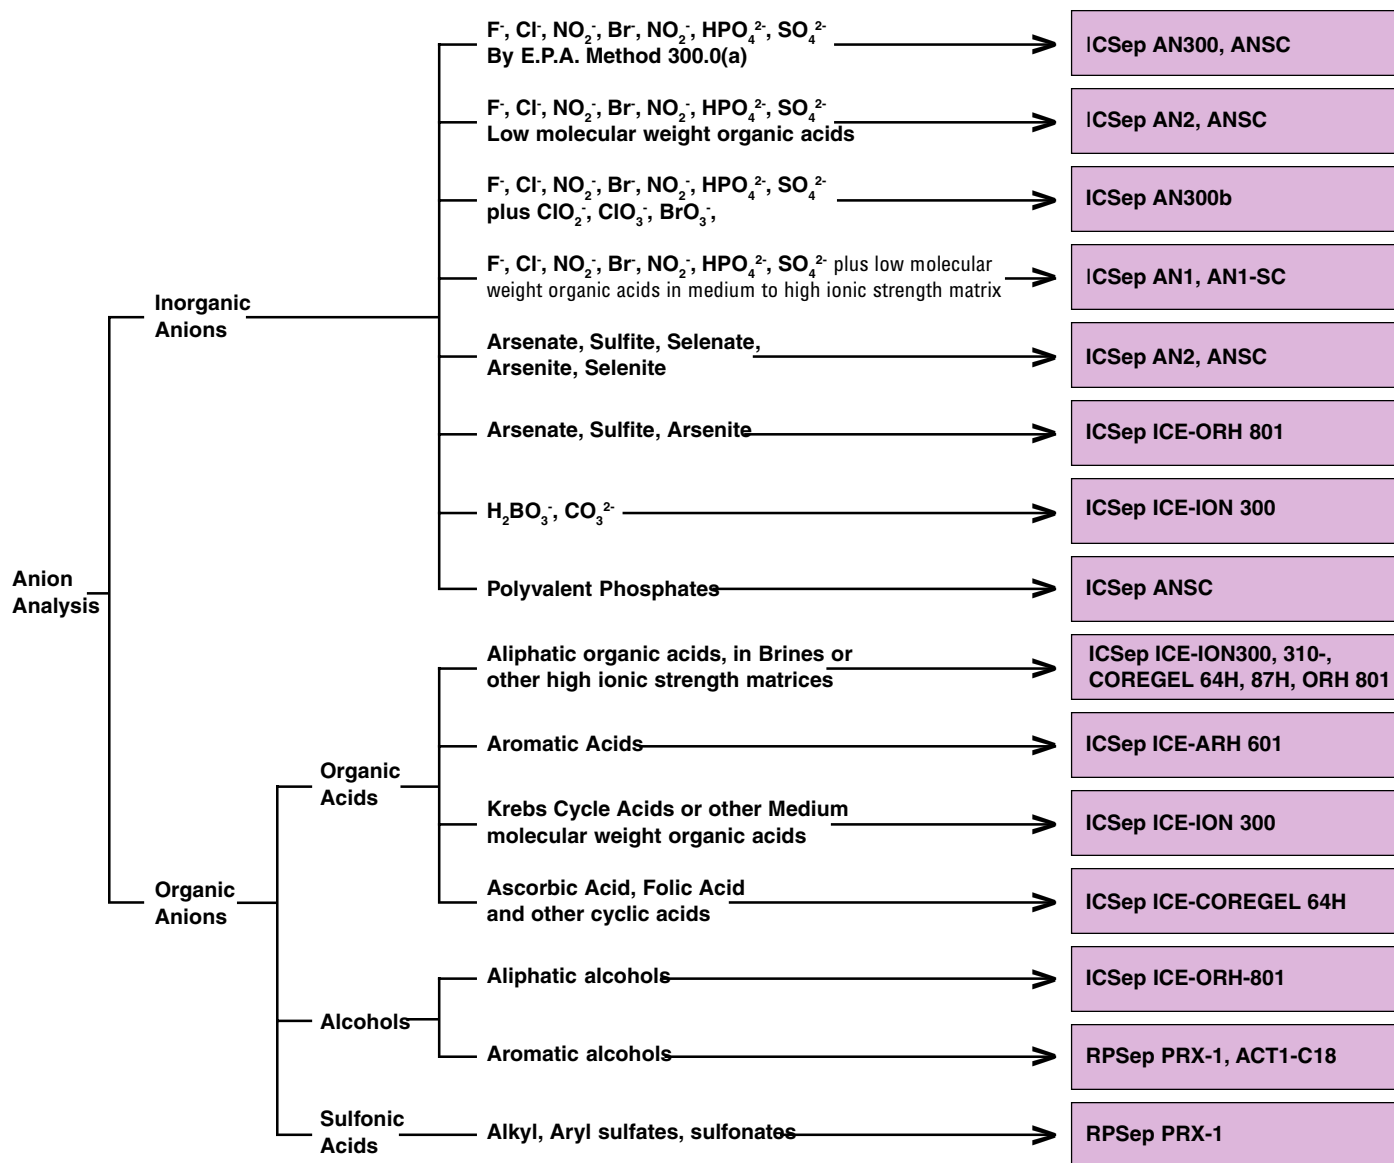 F⁻, Cl⁻, NO₂⁻, Br⁻, NO₂⁻, HPO₄²⁻, SO₄²⁻
By E.P.A. Method 300.0(a)
ICSep AN300, ANSC
F⁻, Cl⁻, NO₂⁻, Br⁻, NO₂⁻, HPO₄²⁻, SO₄²⁻
Low molecular weight organic acids
ICSep AN2, ANSC
F⁻, Cl⁻, NO₂⁻, Br⁻, NO₂⁻, HPO₄²⁻, SO₄²⁻
plus ClO₂⁻, ClO₃⁻, BrO₃⁻,
ICSep AN300b
F⁻, Cl⁻, NO₂⁻, Br⁻, NO₂⁻, HPO₄²⁻, SO₄²⁻ plus low molecular
weight organic acids in medium to high ionic strength matrix
ICSep AN1, AN1-SC
Inorganic
Anions
Arsenate, Sulfite, Selenate,
Arsenite, Selenite
ICSep AN2, ANSC
Arsenate, Sulfite, Arsenite
ICSep ICE-ORH 801
H₂BO₃⁻, CO₃²⁻
ICSep ICE-ION 300
Anion
Analysis
Polyvalent Phosphates
ICSep ANSC
Aliphatic organic acids, in Brines or
other high ionic strength matrices
ICSep ICE-ION300, 310-,
COREGEL 64H, 87H, ORH 801
Organic
Acids
Aromatic Acids
ICSep ICE-ARH 601
Krebs Cycle Acids or other Medium
molecular weight organic acids
ICSep ICE-ION 300
Organic
Anions
Ascorbic Acid, Folic Acid
and other cyclic acids
ICSep ICE-COREGEL 64H
Alcohols
Aliphatic alcohols
ICSep ICE-ORH-801
Aromatic alcohols
RPSep PRX-1, ACT1-C18
Sulfonic
Acids
Alkyl, Aryl sulfates, sulfonates
RPSep PRX-1